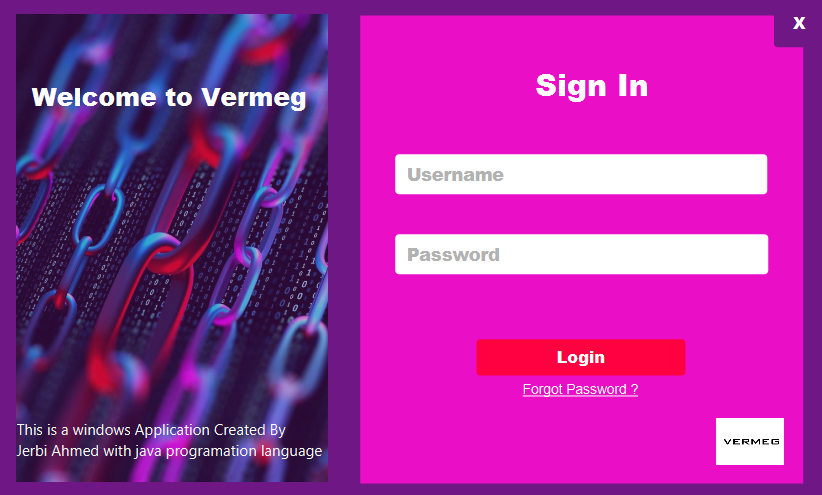 X
Welcome to Vermeg
Sign In
Username
Password
Login
Forgot Password ?
This is a windows Application Created By
Jerbi Ahmed with java programation language
VERMEG